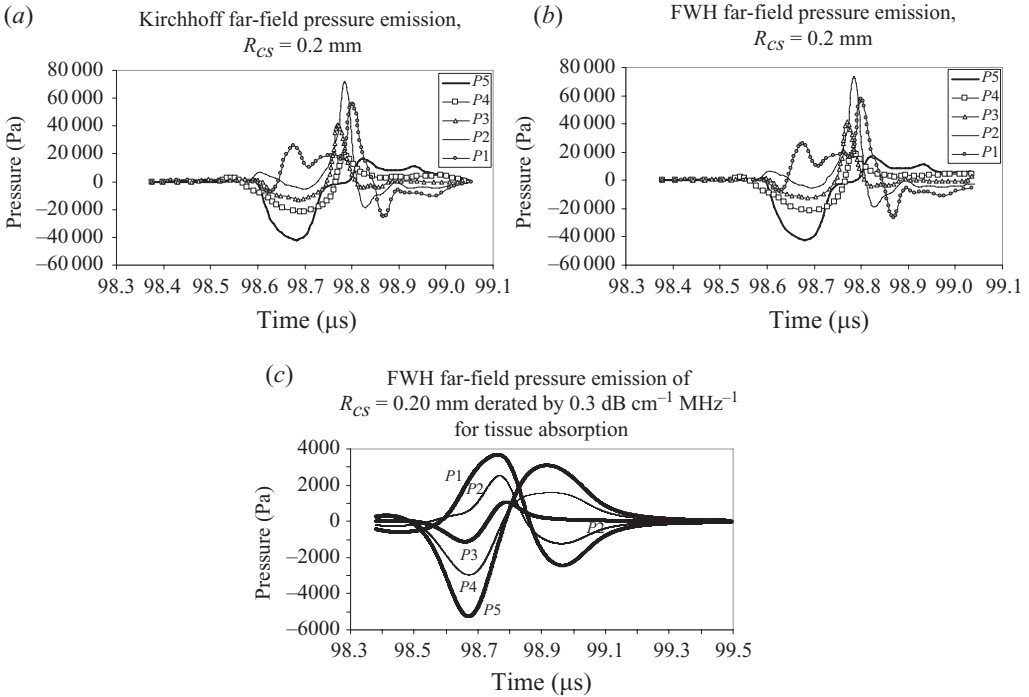 (a)
Kirchhoff far-field pressure emission,
R_CS = 0.2 mm
80 000
60 000
40 000
20 000
0
–20 000
–40 000
–60 000
Pressure (Pa)
P5
P4
P3
P2
P1
98.3 98.4 98.5 98.6 98.7 98.8 98.9 99.0 99.1
Time (μs)
(b)
FWH far-field pressure emission,
R_CS = 0.2 mm
80 000
60 000
40 000
20 000
0
–20 000
–40 000
–60 000
Pressure (Pa)
P5
P4
P3
P2
P1
98.3 98.4 98.5 98.6 98.7 98.8 98.9 99.0 99.1
Time (μs)
(c)
FWH far-field pressure emission of
R_CS = 0.20 mm derated by 0.3 dB cm⁻¹ MHz⁻¹
for tissue absorption
4000
2000
0
–2000
–4000
–6000
Pressure (Pa)
P1
P2
P3
P4
P5
P2
98.3 98.5 98.7 98.9 99.1 99.3 99.5
Time (μs)